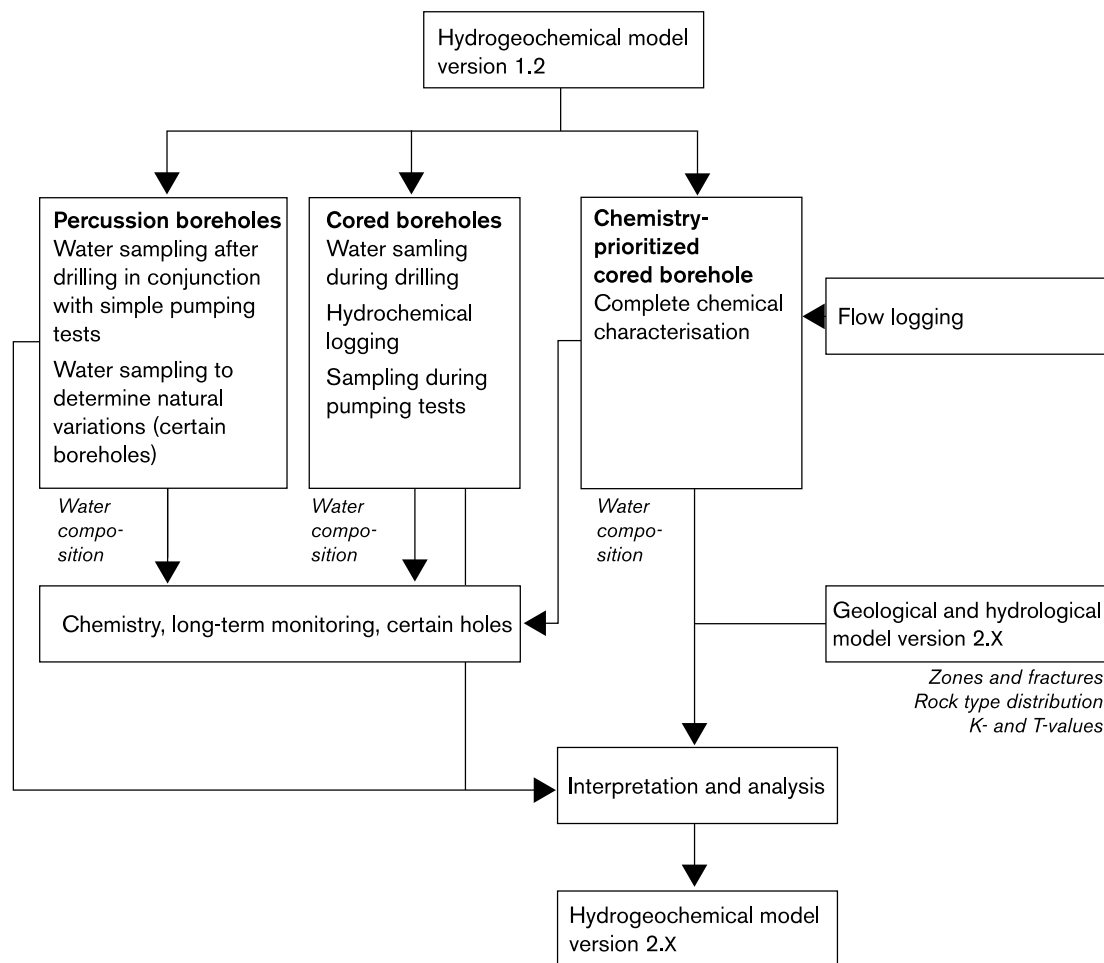 Hydrogeochemical model
version 1.2
Percussion boreholes
Water sampling after
drilling in conjunction
with simple pumping
tests
Water sampling to
determine natural
variations (certain
boreholes)
Cored boreholes
Water samling
during drilling
Hydrochemical
logging
Sampling during
pumping tests
Chemistry-
prioritized
cored borehole
Complete chemical
characterisation
Flow logging
Water
compo-
sition
Water
compo-
sition
Water
compo-
sition
Chemistry, long-term monitoring, certain holes
Geological and hydrological
model version 2.X
Zones and fractures
Rock type distribution
K- and T-values
Interpretation and analysis
Hydrogeochemical model
version 2.X